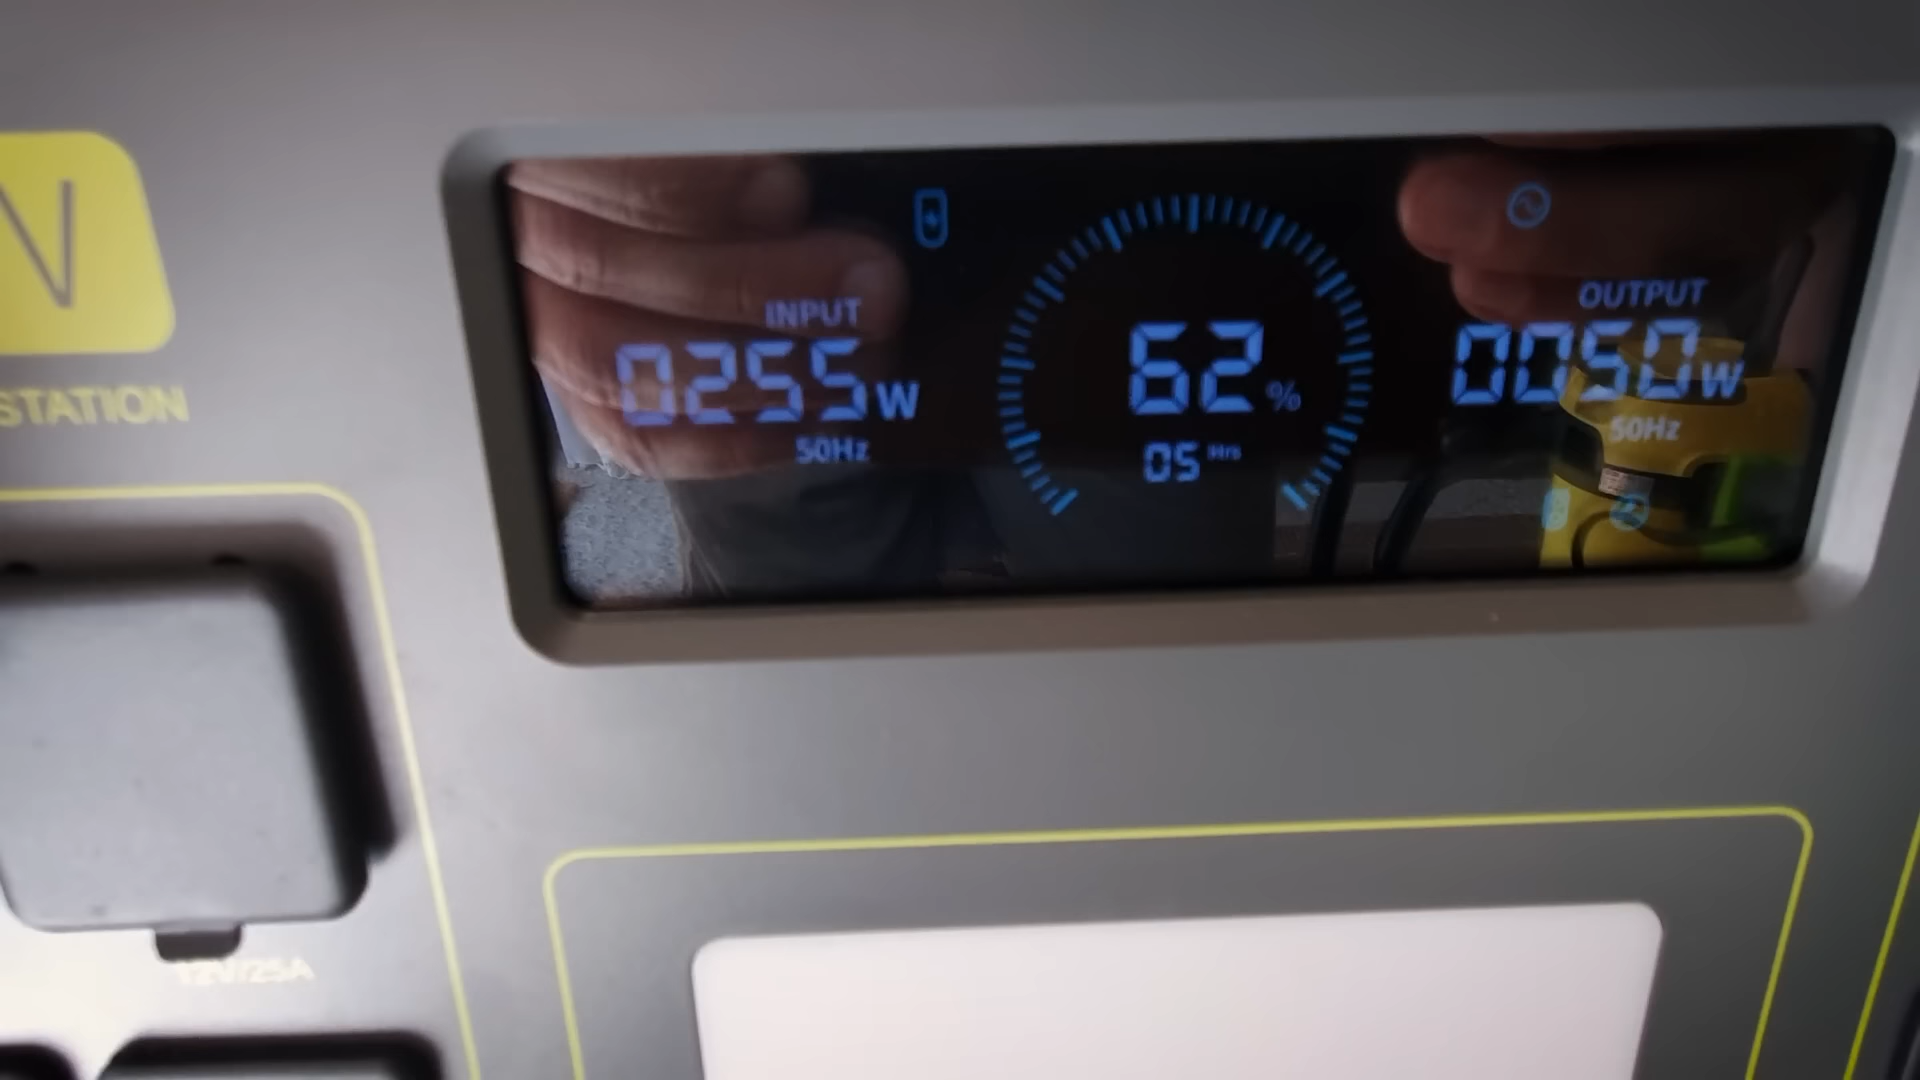 N
STATION
INPUT
0255W
50Hz
62%
05 Hrs
OUTPUT
0050W
50Hz
12V/25A